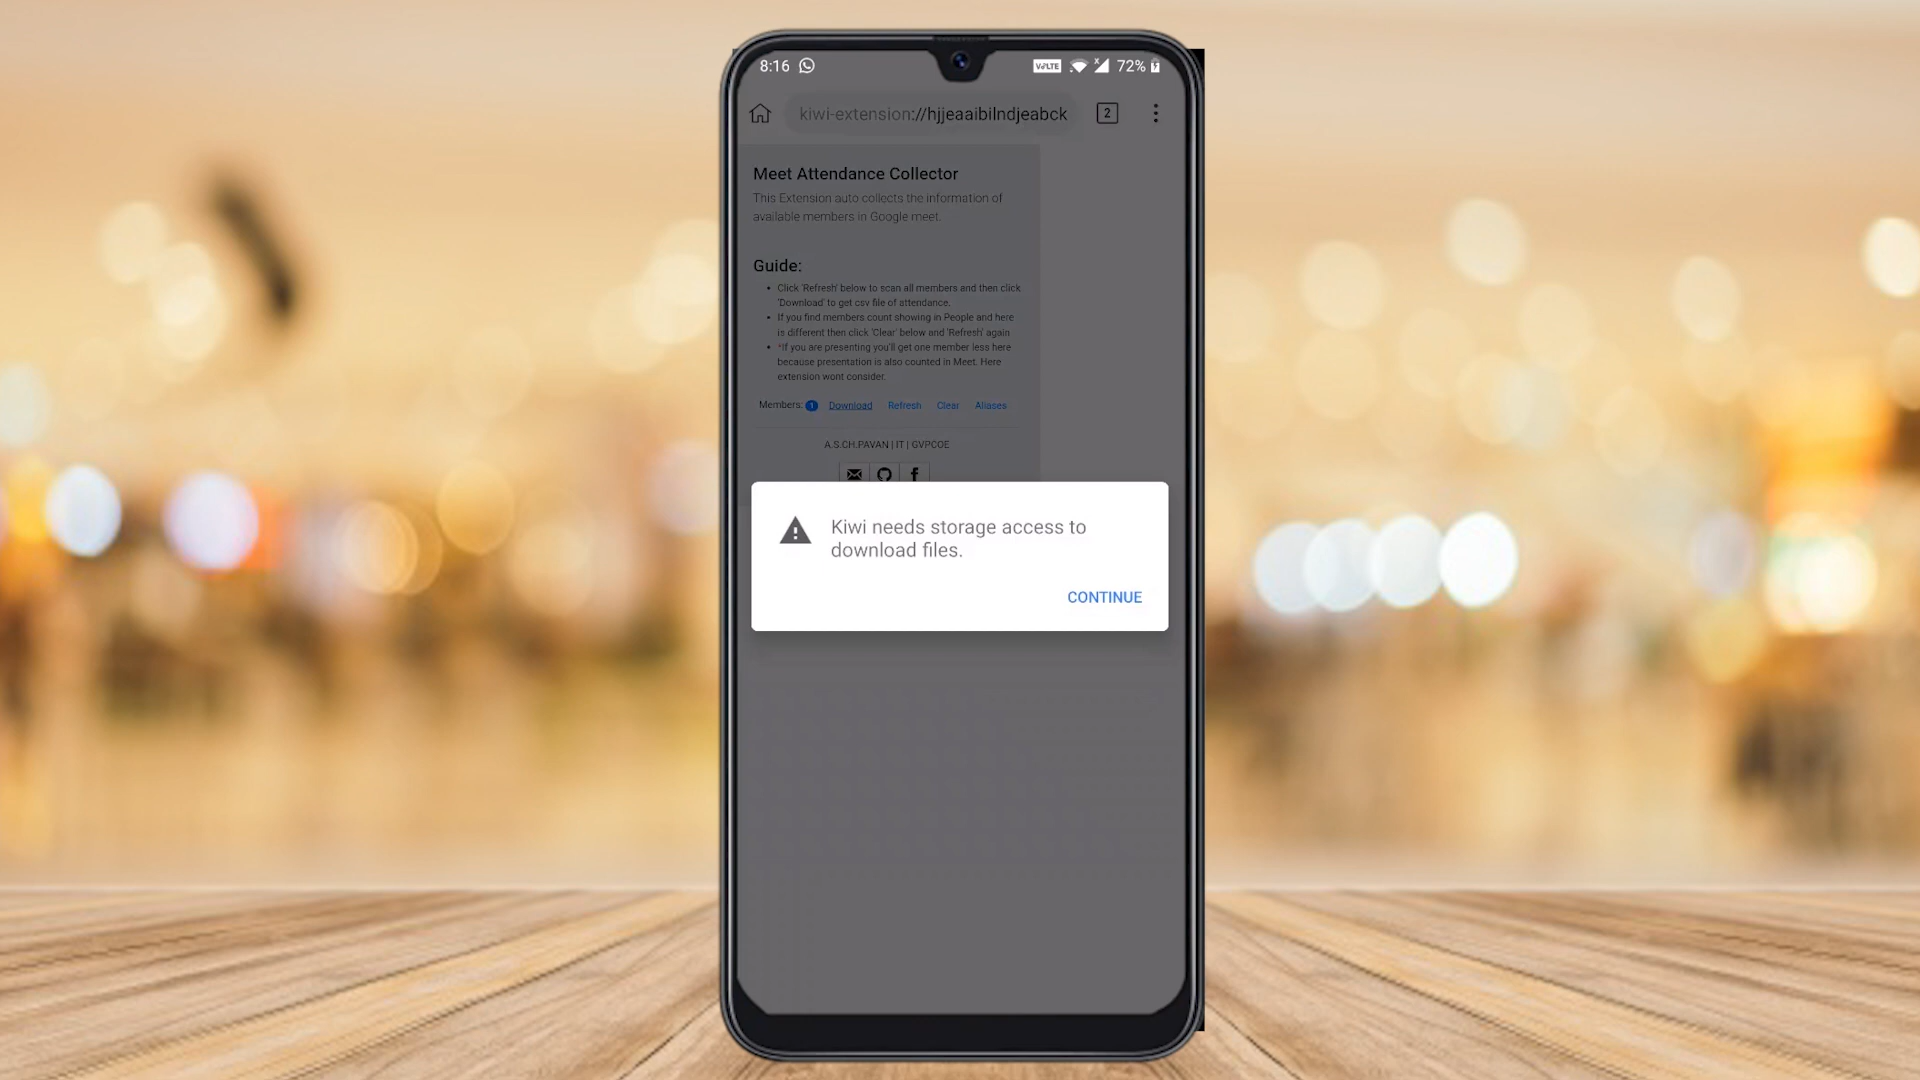 8:16 VoLTE x 72%
kiwi-extension://hjjeaaibilndjeabck 2
Meet Attendance Collector
This Extension auto collects the information of
available members in Google meet.
Guide:
• Click 'Refresh' below to scan all members and then click
'Download' to get csv file of attendance.
• If you find members count showing in People and here
is different then click 'Clear' below and 'Refresh' again
• *If you are presenting you'll get one member less here
because presentation is also counted in Meet. Here
extension wont consider.
Members: 1 Download Refresh Clear Aliases
A.S.CH.PAVAN | IT | GVPCOE
Kiwi needs storage access to
download files.
CONTINUE